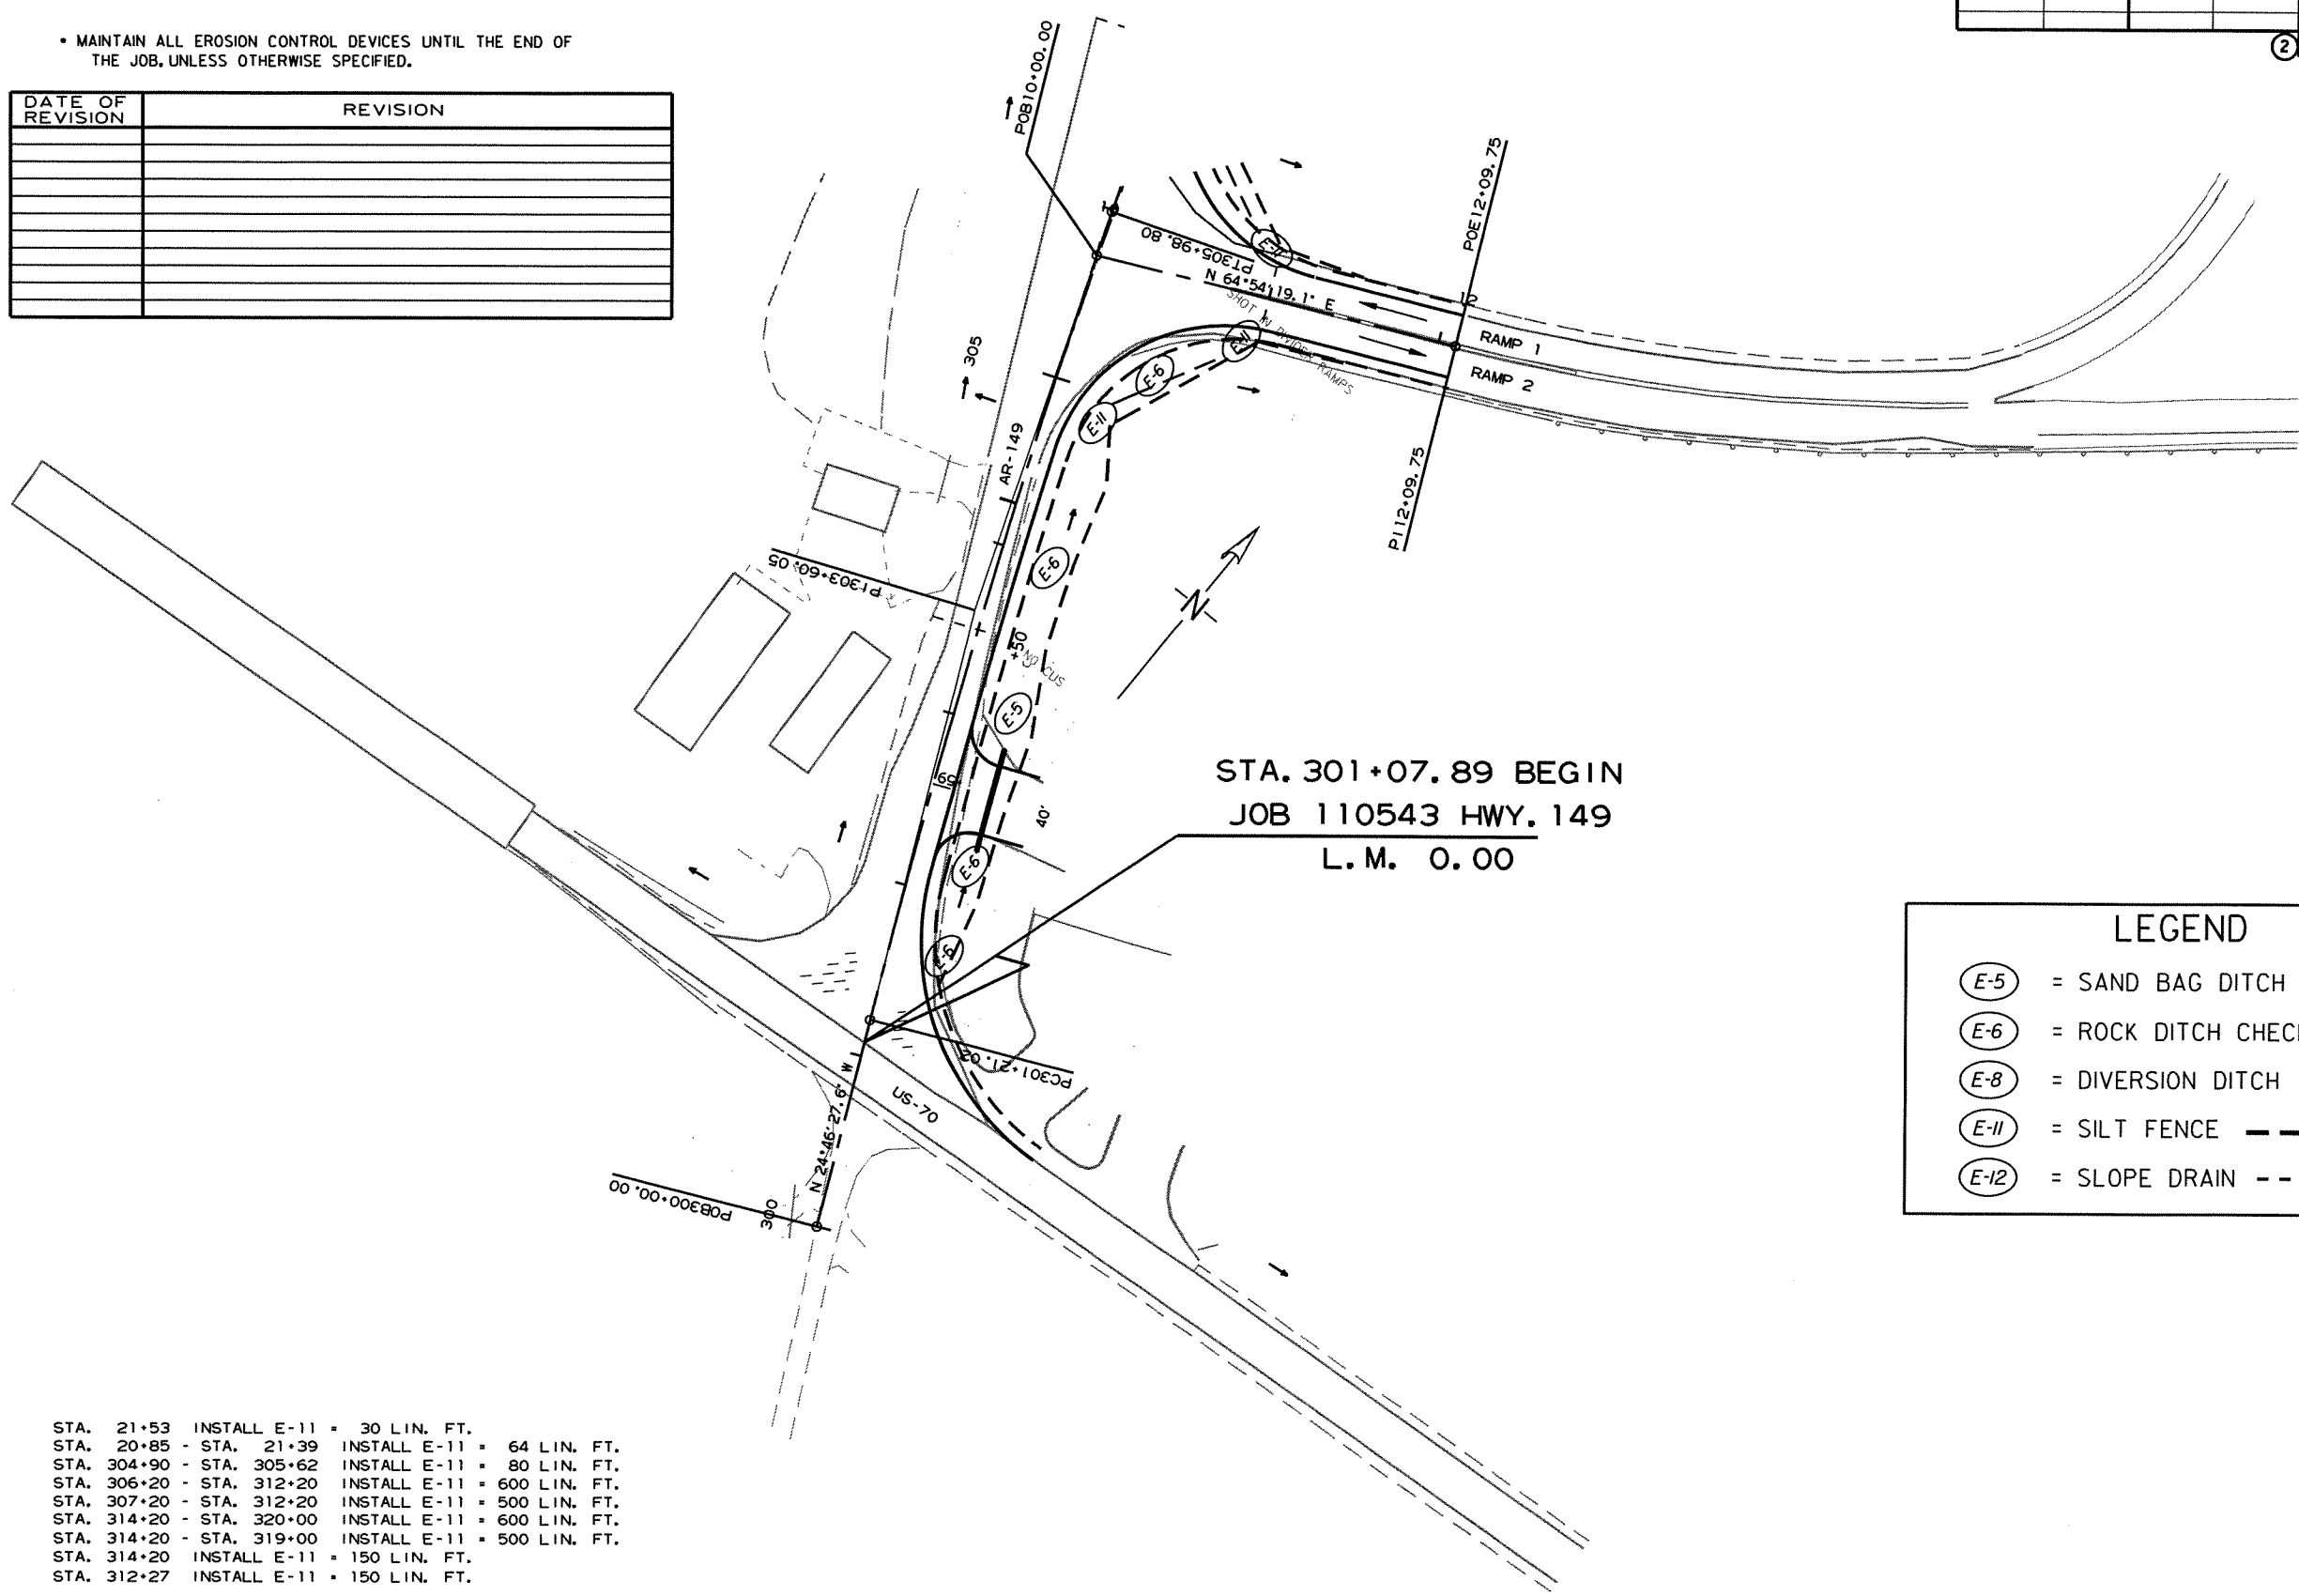 • MAINTAIN ALL EROSION CONTROL DEVICES UNTIL THE END OF
THE JOB, UNLESS OTHERWISE SPECIFIED.
DATE OF
REVISION
REVISION
2
POB10+00.00
POE12+09.75
PT305+98.80
N 64°54'19.1" E
SHOT IN DIVIDER RAMPS
12
RAMP 1
RAMP 2
E-11
E-11
E-6
E-11
305
AR-149
PI12+09.75
PI303+60.05
E-6
N
+50
E-5
59
40'
STA. 301+07.89 BEGIN
JOB 110543 HWY. 149
L.M. 0.00
E-6
E-6
PC301+21.02
US-70
N 24°46'27.6" W
POB300+00.00
300
LEGEND
E-5 = SAND BAG DITCH
E-6 = ROCK DITCH
E-8 = DIVERSION DITCH
E-11 = SILT FENCE
E-12 = SLOPE DRAIN
STA. 21+53 INSTALL E-11 = 30 LIN. FT.
STA. 20+85 - STA. 21+39 INSTALL E-11 = 64 LIN. FT.
STA. 304+90 - STA. 305+62 INSTALL E-11 = 80 LIN. FT.
STA. 306+20 - STA. 312+20 INSTALL E-11 = 600 LIN. FT.
STA. 307+20 - STA. 312+20 INSTALL E-11 = 500 LIN. FT.
STA. 314+20 - STA. 320+00 INSTALL E-11 = 600 LIN. FT.
STA. 314+20 - STA. 319+00 INSTALL E-11 = 500 LIN. FT.
STA. 314+20 INSTALL E-11 = 150 LIN. FT.
STA. 312+27 INSTALL E-11 = 150 LIN. FT.